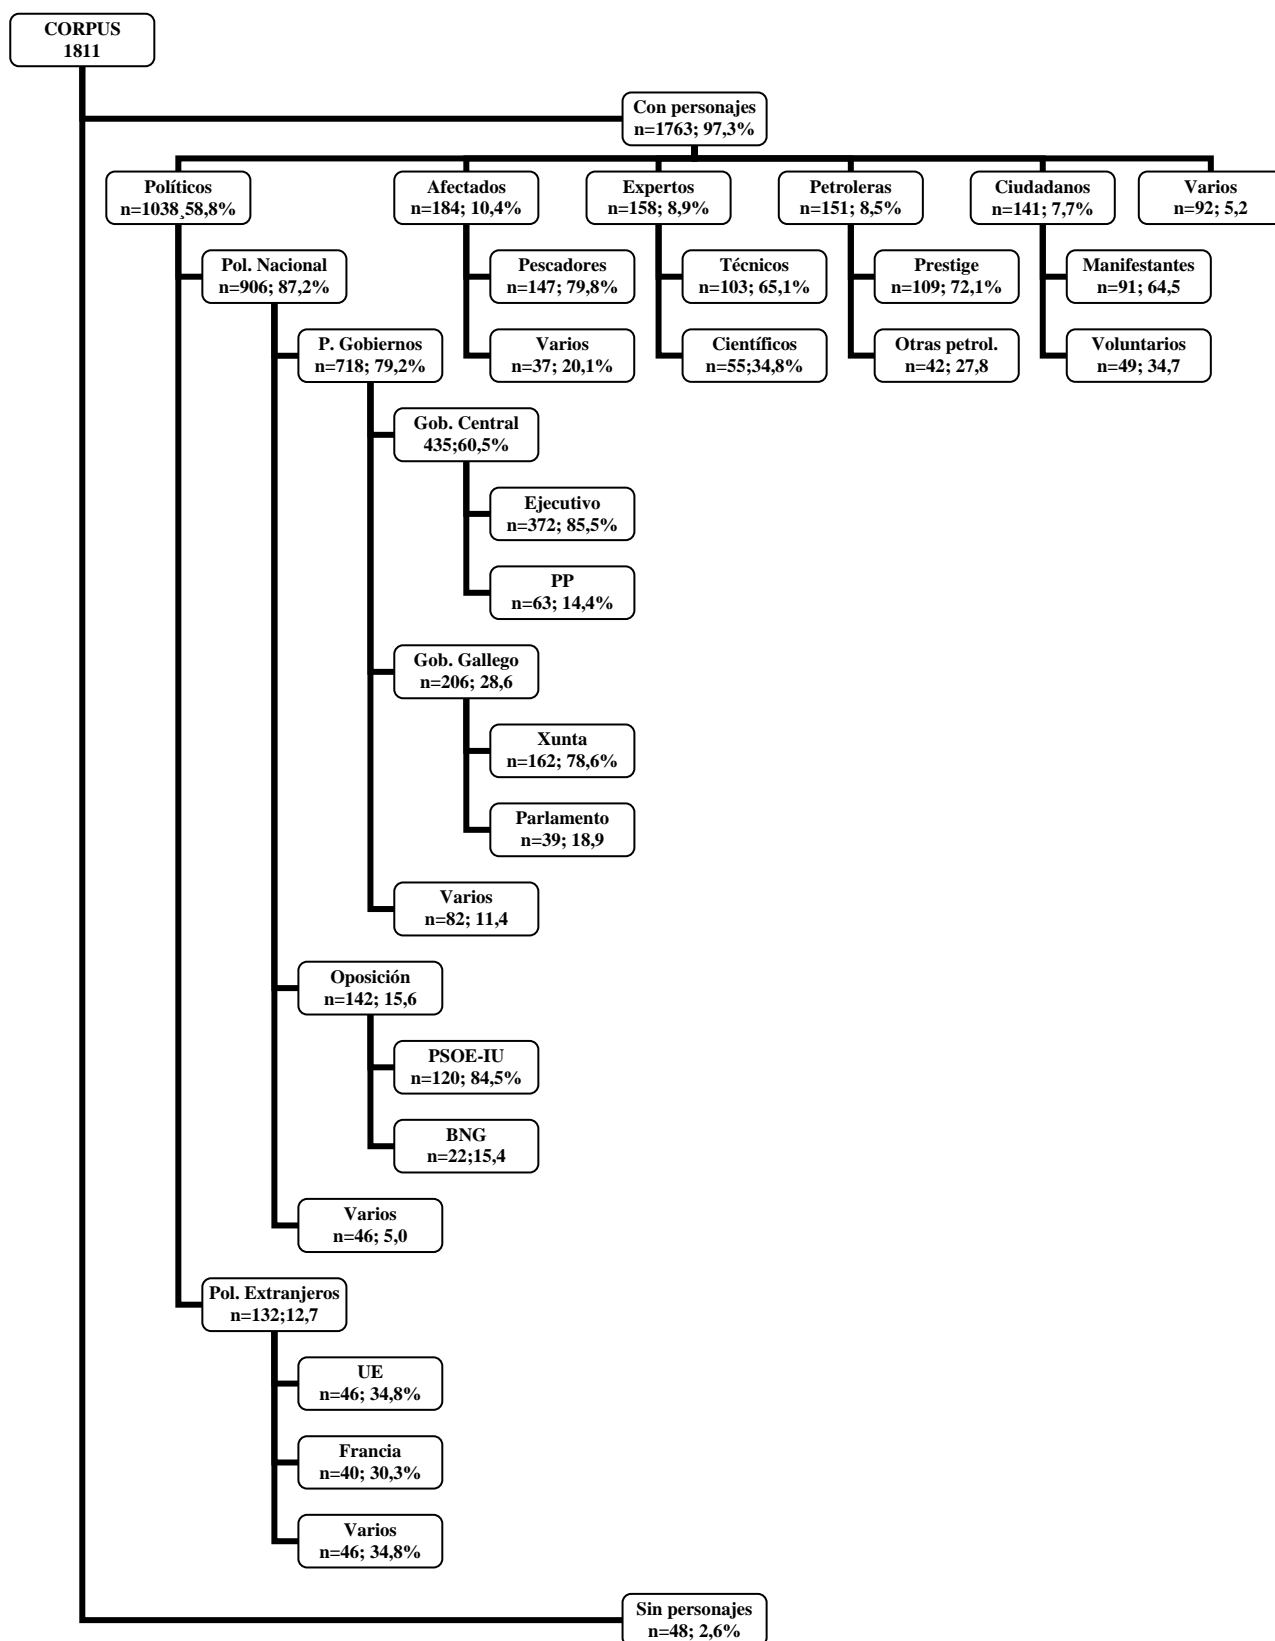 CORPUS
1811
Con personajes
n=1763; 97,3%
Políticos
n=1038¸58,8%
Afectados
n=184; 10,4%
Expertos
n=158; 8,9%
Petroleras
n=151; 8,5%
Ciudadanos
n=141; 7,7%
Varios
n=92; 5,2
Pol. Nacional
n=906; 87,2%
Pescadores
n=147; 79,8%
Técnicos
n=103; 65,1%
Prestige
n=109; 72,1%
Manifestantes
n=91; 64,5
P. Gobiernos
n=718; 79,2%
Varios
n=37; 20,1%
Científicos
n=55;34,8%
Otras petrol.
n=42; 27,8
Voluntarios
n=49; 34,7
Gob. Central
435;60,5%
Ejecutivo
n=372; 85,5%
PP
n=63; 14,4%
Gob. Gallego
n=206; 28,6
Xunta
n=162; 78,6%
Parlamento
n=39; 18,9
Varios
n=82; 11,4
Oposición
n=142; 15,6
PSOE-IU
n=120; 84,5%
BNG
n=22;15,4
Varios
n=46; 5,0
Pol. Extranjeros
n=132;12,7
UE
n=46; 34,8%
Francia
n=40; 30,3%
Varios
n=46; 34,8%
Sin personajes
n=48; 2,6%